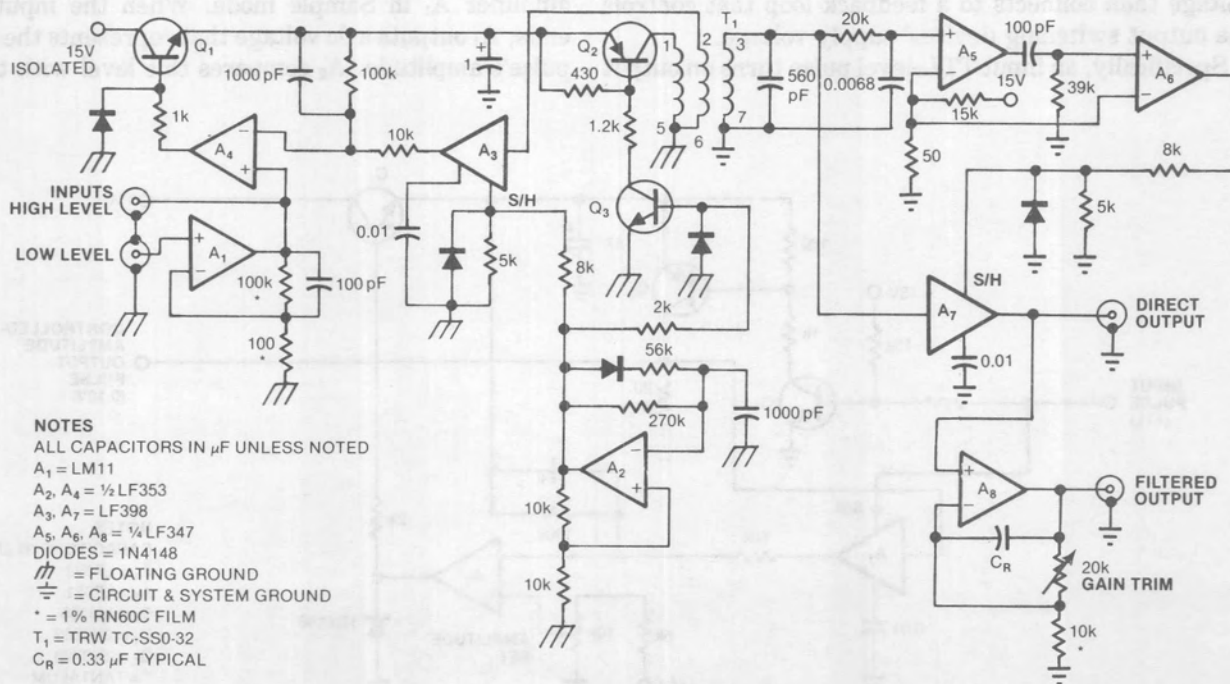 15V
ISOLATED
Q1
1000 pF
100k
1
Q2
430
1.2k
1
2
3
T1
5
6
7
560
pF
20k
0.0068
A5
100 pF
15V
15k
39k
50
A6
8k
1k
A4
10k
A3
S/H
0.01
5k
8k
Q3
2k
56k
270k
1000 pF
A2
10k
10k
INPUTS
HIGH LEVEL
LOW LEVEL
A1
100k
*
100 pF
100
*
5k
S/H
A7
0.01
DIRECT
OUTPUT
A8
FILTERED
OUTPUT
CR
20k
GAIN TRIM
10k
*
NOTES
ALL CAPACITORS IN μF UNLESS NOTED
A1 = LM11
A2, A4 = ½ LF353
A3, A7 = LF398
A5, A6, A8 = ¼ LF347
DIODES = 1N4148
= FLOATING GROUND
= CIRCUIT & SYSTEM GROUND
* = 1% RN60C FILM
T1 = TRW TC-SS0-32
CR = 0.33 μF TYPICAL